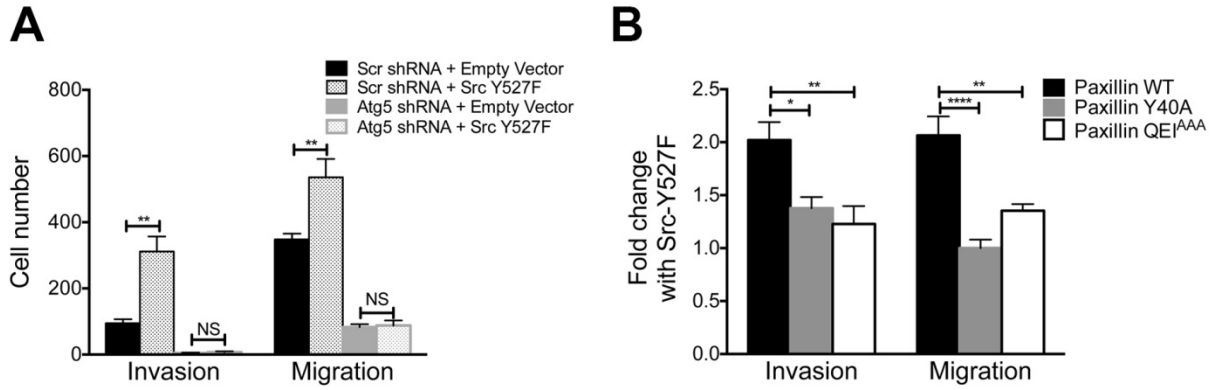 A
Cell number
800
600
400
200
0
Scr shRNA + Empty Vector
Scr shRNA + Src Y527F
Atg5 shRNA + Empty Vector
Atg5 shRNA + Src Y527F
**
NS
**
NS
Invasion
Migration
B
Fold change
with Src-Y527F
2.5
2.0
1.5
1.0
0.5
0.0
Paxillin WT
Paxillin Y40A
Paxillin QEI^AAA
**
*
**
****
Invasion
Migration